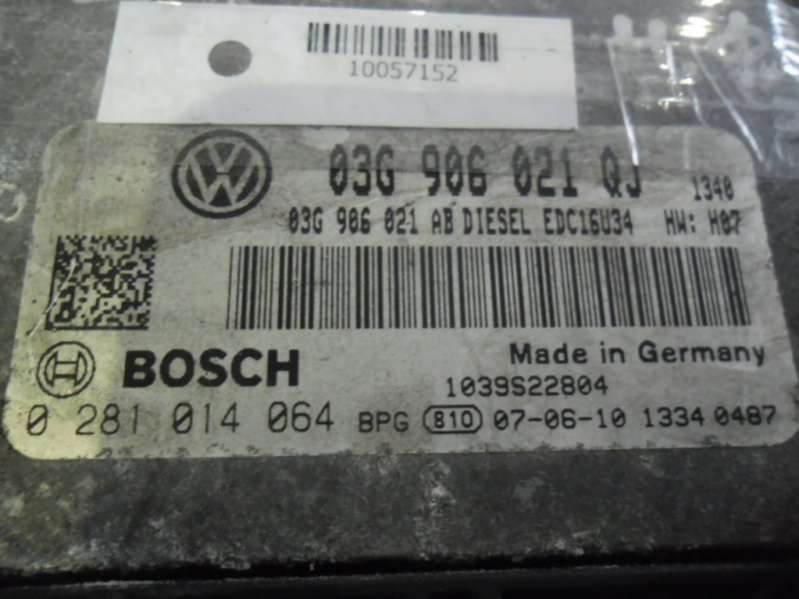 10057152
03G 906 021 QJ 1340
03G 906 021 AB DIESEL EDC16U34 HW: H07
BOSCH
Made in Germany
1039S22804
0 281 014 064 BPG 810 07-06-10 1334 0487